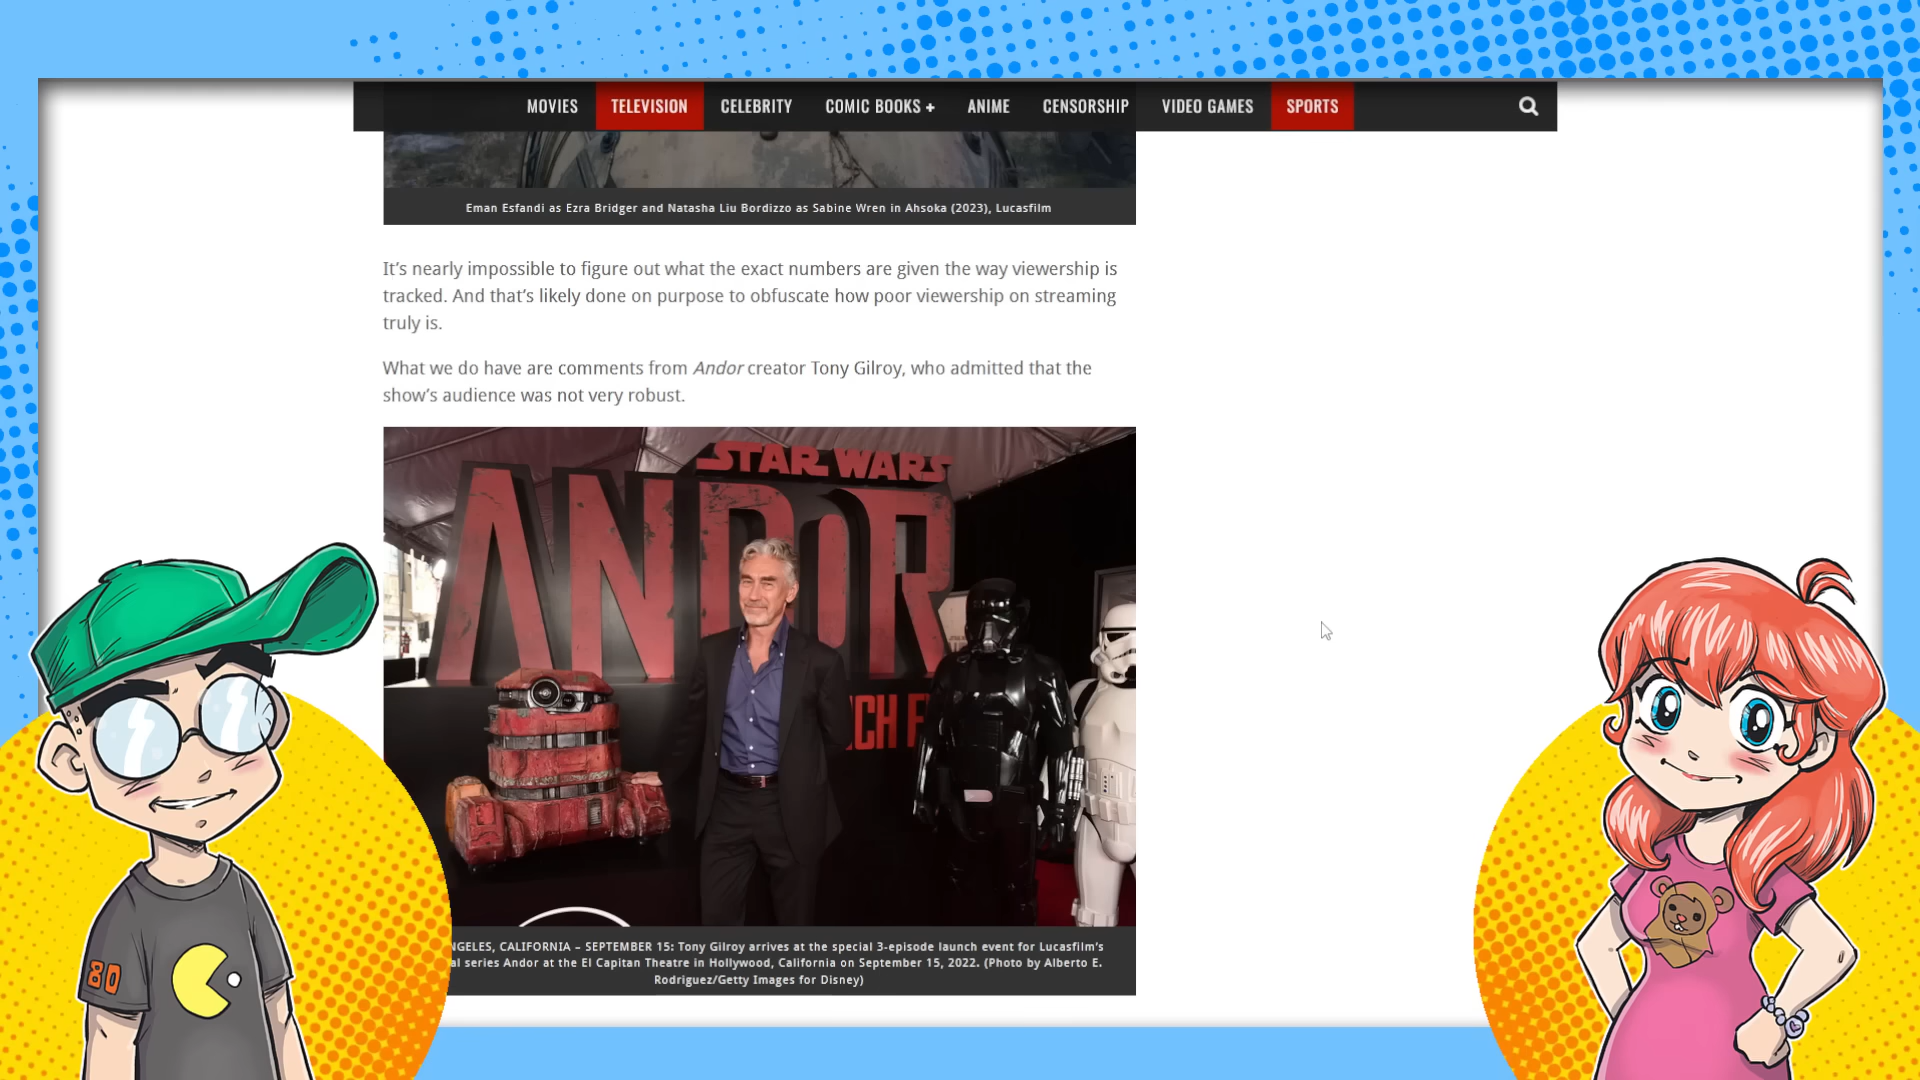 MOVIES TELEVISION CELEBRITY COMIC BOOKS + ANIME CENSORSHIP VIDEO GAMES SPORTS
Eman Esfandi as Ezra Bridger and Natasha Liu Bordizzo as Sabine Wren in Ahsoka (2023), Lucasfilm
It's nearly impossible to figure out what the exact numbers are given the way viewership is
tracked. And that's likely done on purpose to obfuscate how poor viewership on streaming
truly is.
What we do have are comments from Andor creator Tony Gilroy, who admitted that the
show's audience was not very robust.
STAR WARS
ANDOR
NGELES, CALIFORNIA – SEPTEMBER 15: Tony Gilroy arrives at the special 3-episode launch event for Lucasfilm's
al series Andor at the El Capitan Theatre in Hollywood, California on September 15, 2022. (Photo by Alberto E.
Rodriguez/Getty Images for Disney)
80